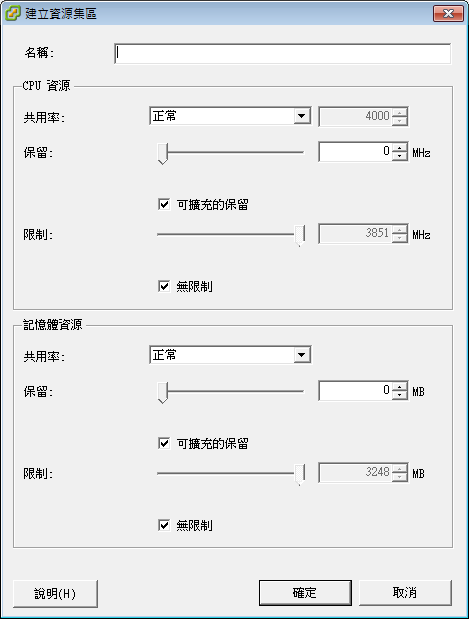 建立資源集區
名稱:
CPU 資源
共用率: 正常 4000
保留: 0 MHz
可擴充的保留
限制: 3851 MHz
無限制
記憶體資源
共用率: 正常
保留: 0 MB
可擴充的保留
限制: 3248 MB
無限制
說明(H) 確定 取消